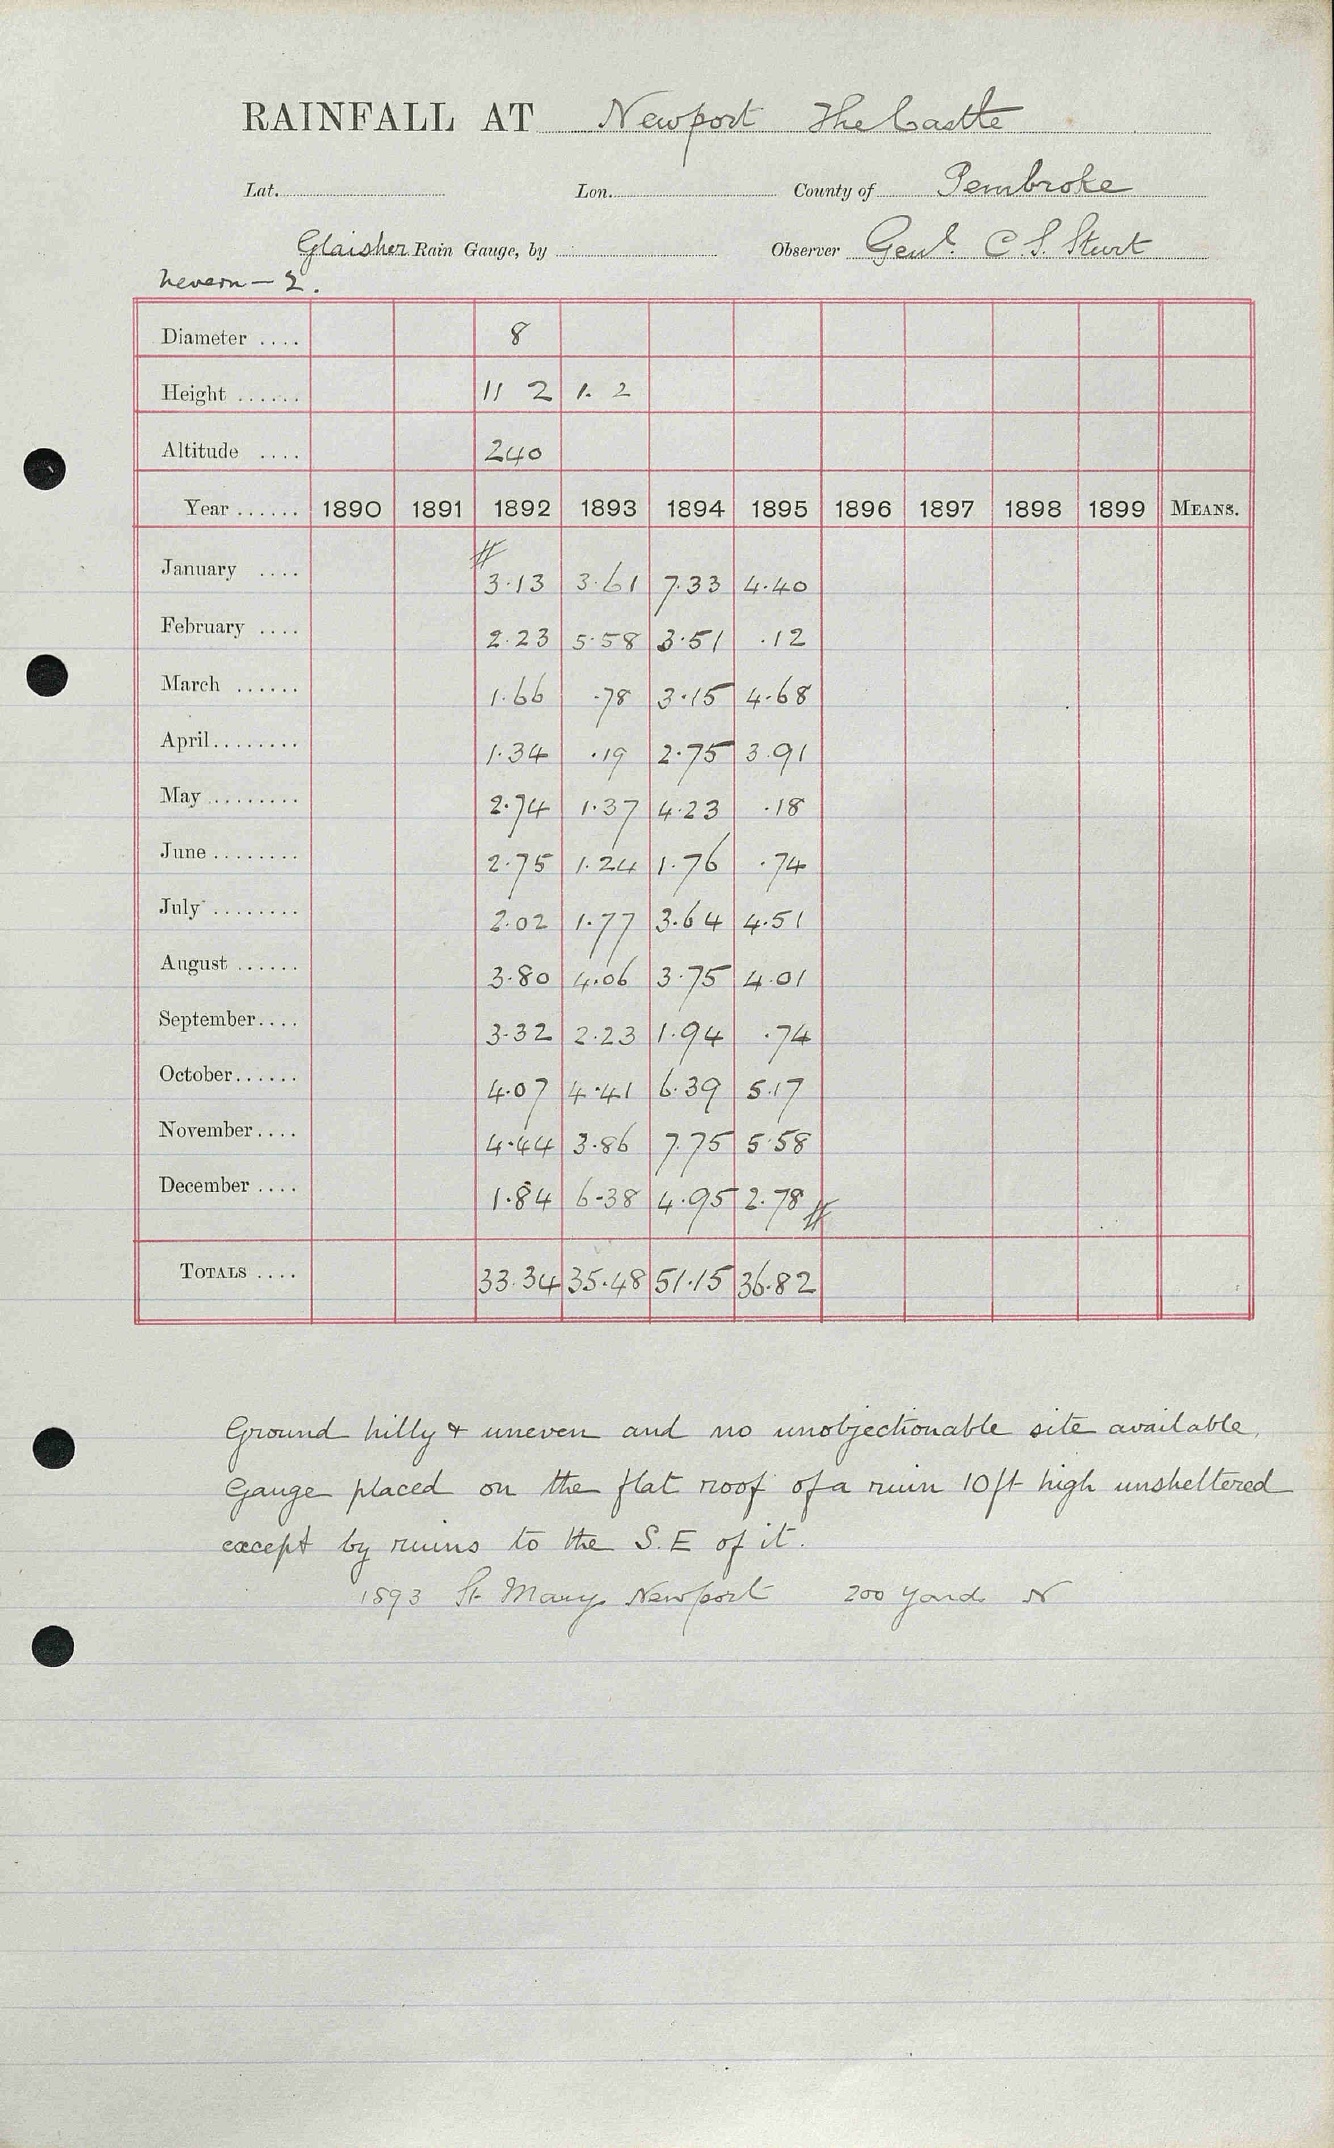 RAINFALL AT Newport The Castle
Lat. Lon. County of Pembroke
Glaisher Rain Gauge, by Observer Genl. C.S. Sturt
Nevern — 2.
Diameter .... 8
Height ...... 11 2 1. 2
Altitude .... 240
Year ...... 1890 1891 1892 1893 1894 1895 1896 1897 1898 1899 MEANS.
January .... # 3.13 3.61 7.33 4.40
February .... 2.23 5.58 3.51 .12
March ...... 1.66 .78 3.15 4.68
April ........ 1.34 .19 2.75 3.91
May ......... 2.74 1.37 4.23 .18
June ........ 2.75 1.24 1.76 .74
July ........ 2.02 1.77 3.64 4.51
August ...... 3.80 4.06 3.75 4.01
September.... 3.32 2.23 1.94 .74
October...... 4.07 4.41 6.39 5.17
November.... 4.44 3.86 7.75 5.58
December .... 1.84 6.38 4.95 2.78 #
TOTALS .... 33.34 35.48 51.15 36.82
Ground hilly & uneven and no unobjectionable site available.
Gauge placed on the flat roof of a ruin 10ft high unsheltered
except by ruins to the S.E of it.
1893 St Marys Newport 200 yards N